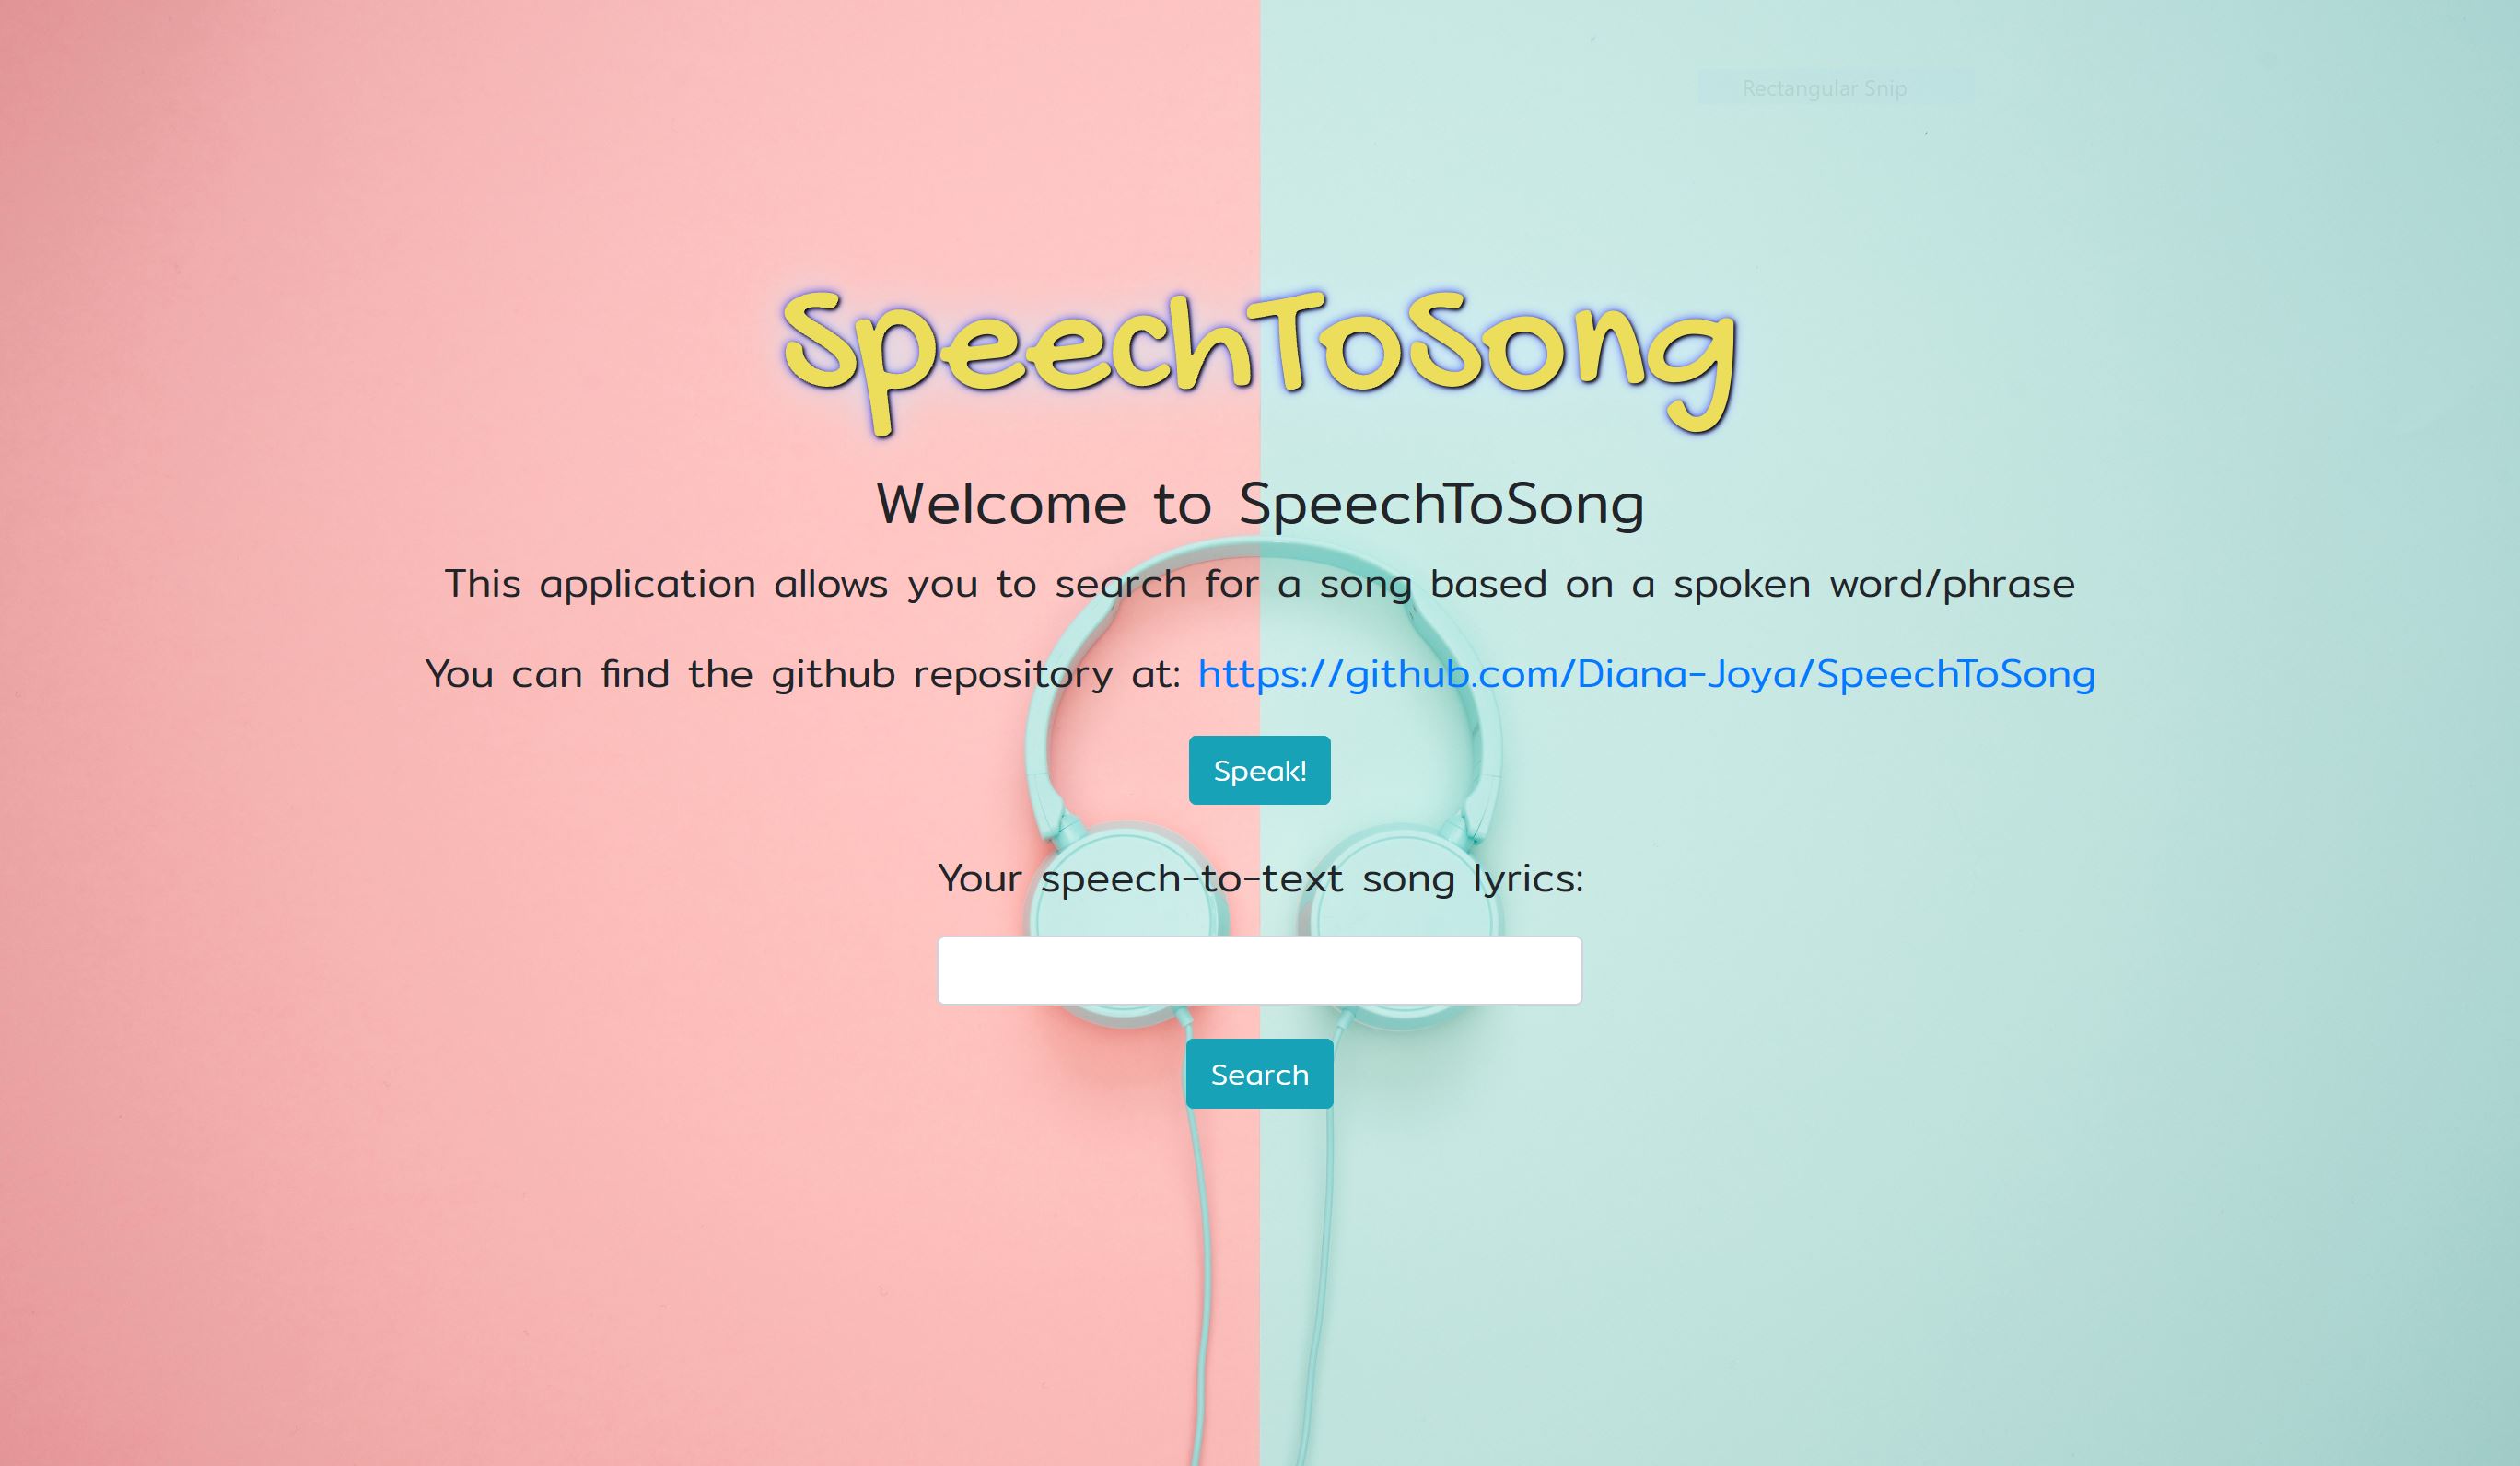 Rectangular Snip
SpeechToSong
Welcome to SpeechToSong
This application allows you to search for a song based on a spoken word/phrase
You can find the github repository at: https://github.com/Diana-Joya/SpeechToSong
Speak!
Your speech-to-text song lyrics:
Search